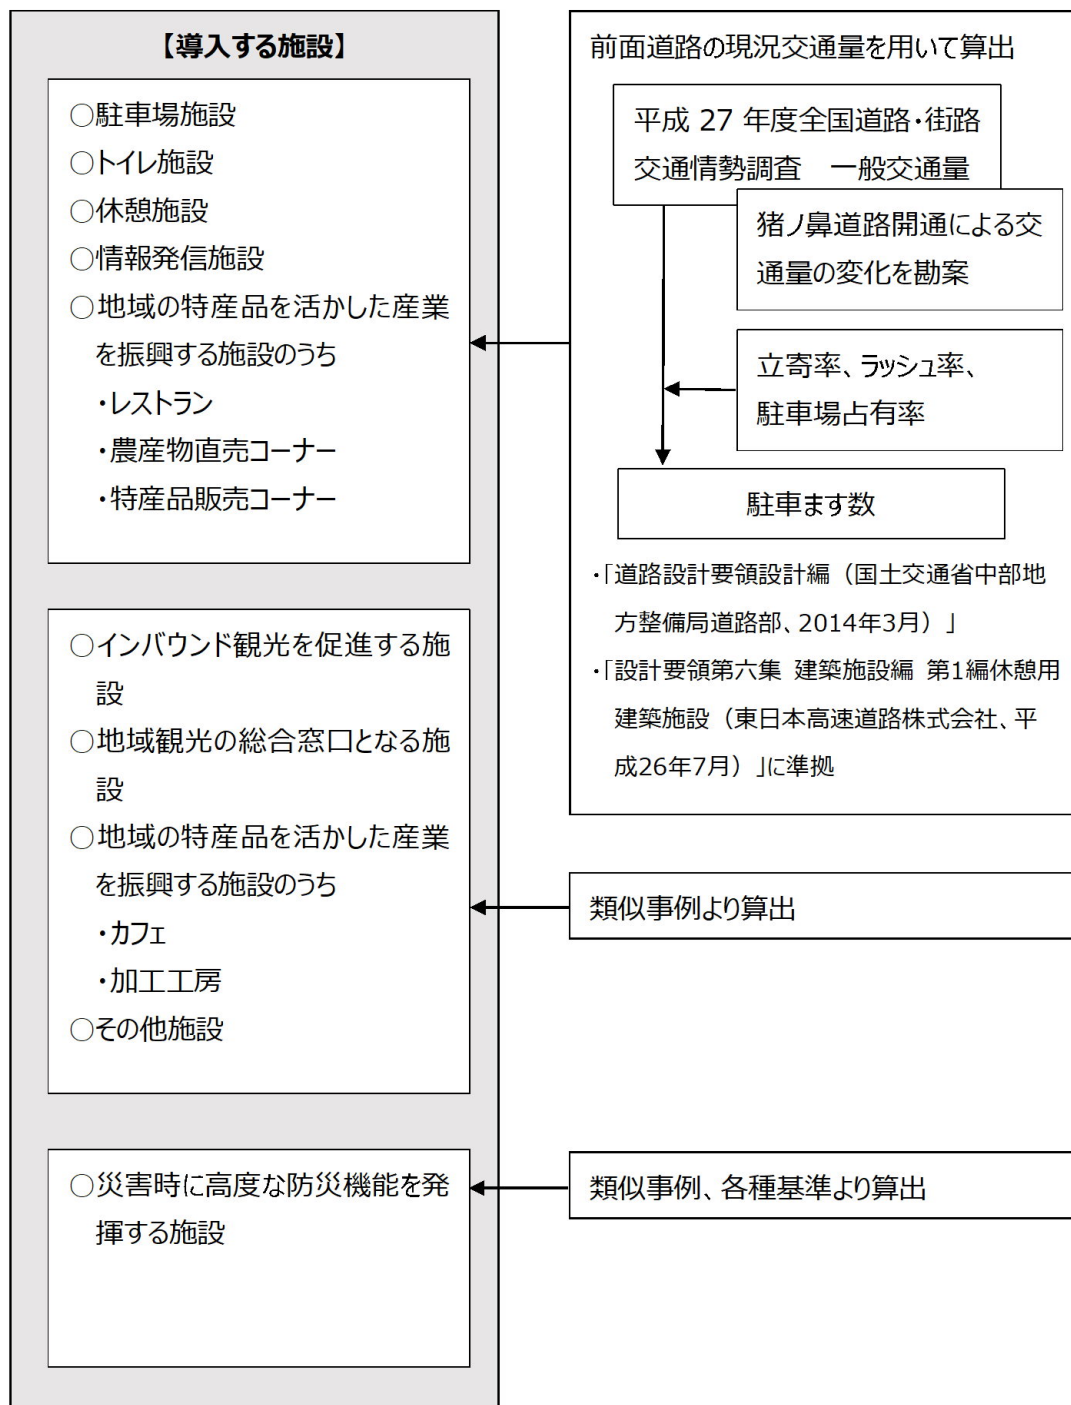 【導入する施設】
○駐車場施設
○トイレ施設
○休憩施設
○情報発信施設
○地域の特産品を活かした産業
を振興する施設のうち
・レストラン
・農産物直売コーナー
・特産品販売コーナー
○インバウンド観光を促進する施
設
○地域観光の総合窓口となる施
設
○地域の特産品を活かした産業
を振興する施設のうち
・カフェ
・加工工房
○その他施設
○災害時に高度な防災機能を発
揮する施設
前面道路の現況交通量を用いて算出
平成 27 年度全国道路・街路
交通情勢調査　一般交通量
猪ノ鼻道路開通による交
通量の変化を勘案
立寄率、ラッシュ率、
駐車場占有率
駐車ます数
・「道路設計要領設計編（国土交通省中部地
方整備局道路部、2014年3月）」
・「設計要領第六集 建築施設編 第1編休憩用
建築施設（東日本高速道路株式会社、平
成26年7月）」に準拠
類似事例より算出
類似事例、各種基準より算出